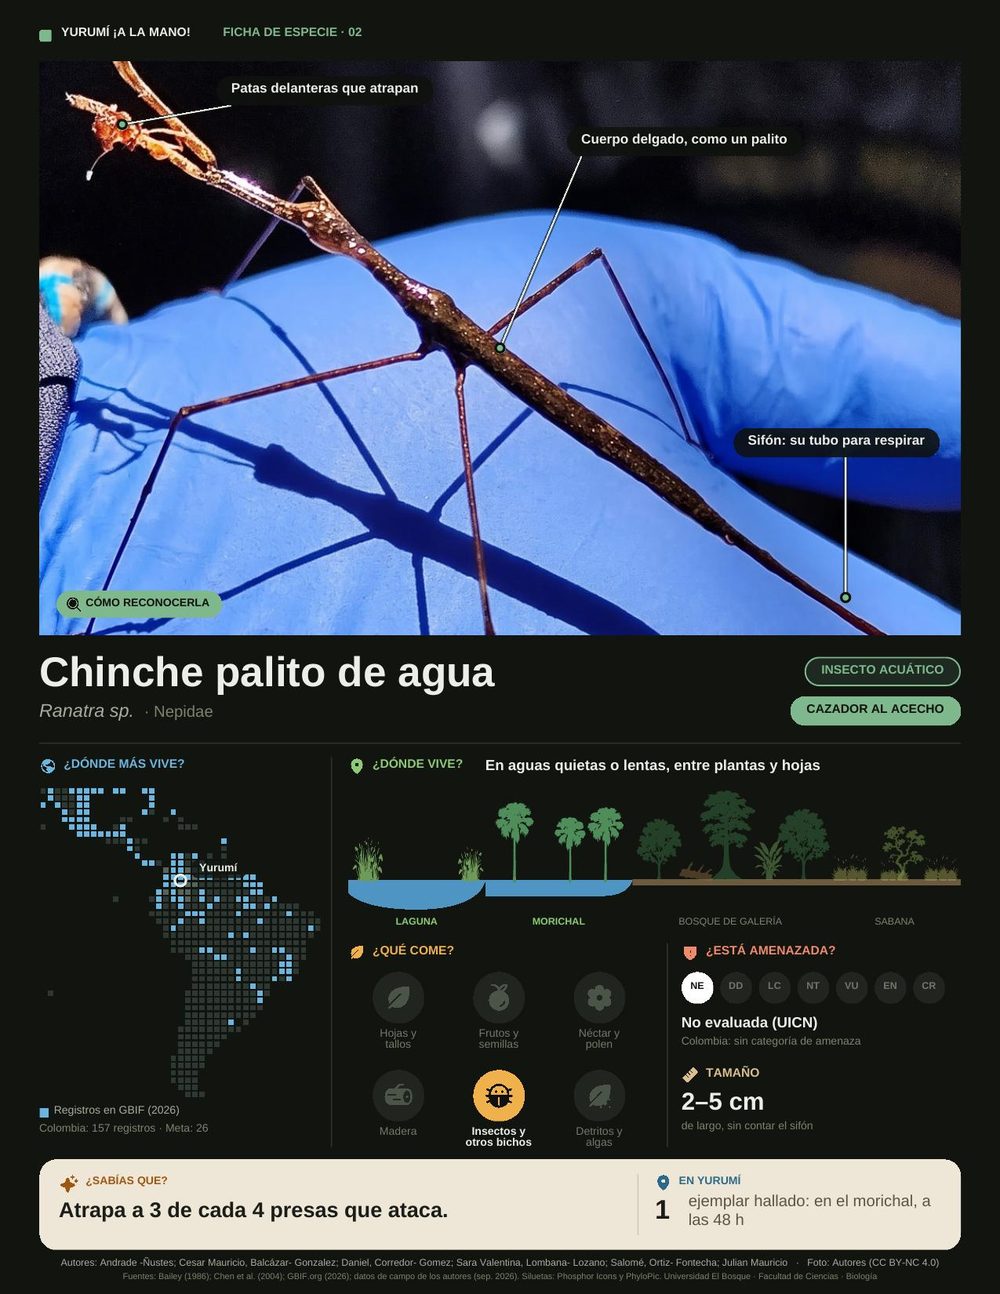 YURUMÍ ¡A LA MANO! FICHA DE ESPECIE · 02
Patas delanteras que atrapan
Cuerpo delgado, como un palito
Sifón: su tubo para respirar
CÓMO RECONOCERLA
Chinche palito de agua
Ranatra sp. · Nepidae
INSECTO ACUÁTICO
CAZADOR AL ACECHO
¿DÓNDE MÁS VIVE?
Yurumí
Registros en GBIF (2026)
Colombia: 157 registros · Meta: 26
¿DÓNDE VIVE? En aguas quietas o lentas, entre plantas y hojas
LAGUNA MORICHAL BOSQUE DE GALERÍA SABANA
¿QUÉ COME?
Hojas y
tallos
Frutos y
semillas
Néctar y
polen
Madera
Insectos y
otros bichos
Detritos y
algas
¿ESTÁ AMENAZADA?
NE DD LC NT VU EN CR
No evaluada (UICN)
Colombia: sin categoría de amenaza
TAMAÑO
2–5 cm
de largo, sin contar el sifón
¿SABÍAS QUE?
Atrapa a 3 de cada 4 presas que ataca.
EN YURUMÍ
1 ejemplar hallado: en el morichal, a
las 48 h
Autores: Andrade -Ñustes; Cesar Mauricio, Balcázar- Gonzalez; Daniel, Corredor- Gomez; Sara Valentina, Lombana- Lozano; Salomé, Ortiz- Fontecha; Julian Mauricio · Foto: Autores (CC BY-NC 4.0)
Fuentes: Bailey (1986); Chen et al. (2004); GBIF.org (2026); datos de campo de los autores (sep. 2026). Siluetas: Phosphor Icons y PhyloPic. Universidad El Bosque · Facultad de Ciencias · Biología